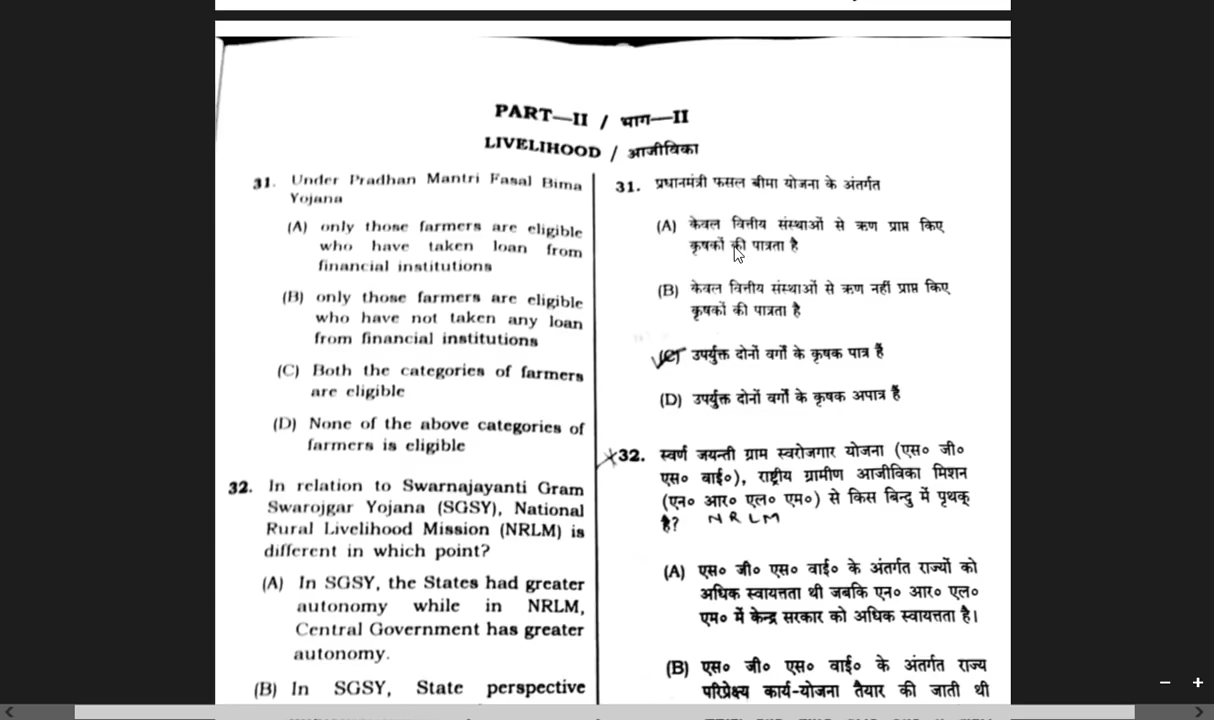 PART—II / भाग—II
LIVELIHOOD / आजीविका
31. Under Pradhan Mantri Fasal Bima
Yojana
(A) only those farmers are eligible
who have taken loan from
financial institutions
(B) only those farmers are eligible
who have not taken any loan
from financial institutions
(C) Both the categories of farmers
are eligible
(D) None of the above categories of
farmers is eligible
32. In relation to Swarnajayanti Gram
Swarojgar Yojana (SGSY), National
Rural Livelihood Mission (NRLM) is
different in which point?
(A) In SGSY, the States had greater
autonomy while in NRLM,
Central Government has greater
autonomy.
(B) In SGSY, State perspective
31. प्रधानमंत्री फसल बीमा योजना के अंतर्गत
(A) केवल वित्तीय संस्थाओं से ऋण प्राप्त किए
कृषकों की पात्रता है
(B) केवल वित्तीय संस्थाओं से ऋण नहीं प्राप्त किए
कृषकों की पात्रता है
(C) उपर्युक्त दोनों वर्गों के कृषक पात्र हैं
(D) उपर्युक्त दोनों वर्गों के कृषक अपात्र हैं
32. स्वर्ण जयन्ती ग्राम स्वरोजगार योजना (एस० जी०
एस० वाई०), राष्ट्रीय ग्रामीण आजीविका मिशन
(एन० आर० एल० एम०) से किस बिन्दु में पृथक्
है? NRLM
(A) एस० जी० एस० वाई० के अंतर्गत राज्यों को
अधिक स्वायत्तता थी जबकि एन० आर० एल०
एम० में केन्द्र सरकार को अधिक स्वायत्तता है।
(B) एस० जी० एस० वाई० के अंतर्गत राज्य
परिप्रेक्ष्य कार्य-योजना तैयार की जाती थी